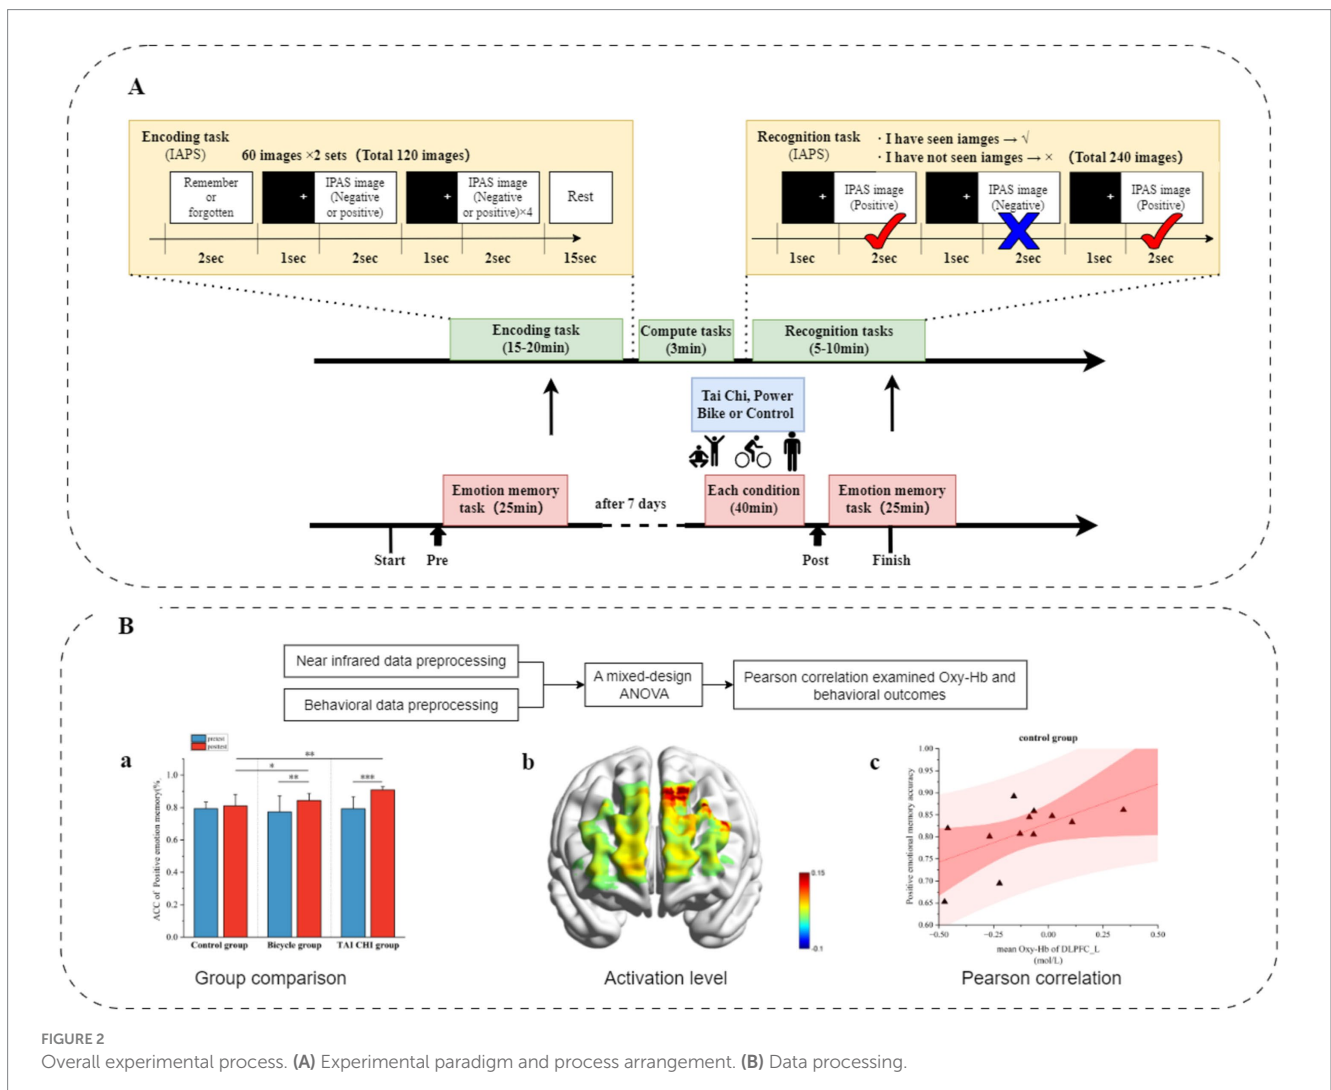 A
Encoding task
(IAPS)
60 images ×2 sets (Total 120 images)
Remember
or
forgotten
+
IPAS image
(Negative
or positive)
+
IPAS image
(Negative
or positive)×4
Rest
2sec
1sec
2sec
1sec
2sec
15sec
Recognition task
(IAPS)
· I have seen iamges → √
· I have not seen iamges → × (Total 240 images)
+
IPAS image
(Positive)
+
IPAS image
(Negative)
+
IPAS image
(Positive)
1sec
2sec
1sec
2sec
1sec
2sec
Encoding task
(15-20min)
Compute tasks
(3min)
Recognition tasks
(5-10min)
Tai Chi, Power
Bike or Control
Emotion memory
task (25min)
after 7 days
Each condition
(40min)
Emotion memory
task (25min)
Start
Pre
Post
Finish
B
Near infrared data preprocessing
Behavioral data preprocessing
A mixed-design
ANOVA
Pearson correlation examined Oxy-Hb and
behavioral outcomes
a
pretest
posttest
**
*
**
***
ACC of Positive emotion memory(%
1.0
0.8
0.6
0.4
0.2
0.0
Control group
Bicycle group
TAI CHI group
Group comparison
b
0.15
-0.1
Activation level
c
control group
Positive emotional memory accuracy
1.00
0.95
0.90
0.85
0.80
0.75
0.70
0.65
0.60
−0.50
−0.25
0.00
0.25
0.50
mean Oxy-Hb of DLPFC_L
(mol/L)
Pearson correlation
FIGURE 2
Overall experimental process. (A) Experimental paradigm and process arrangement. (B) Data processing.